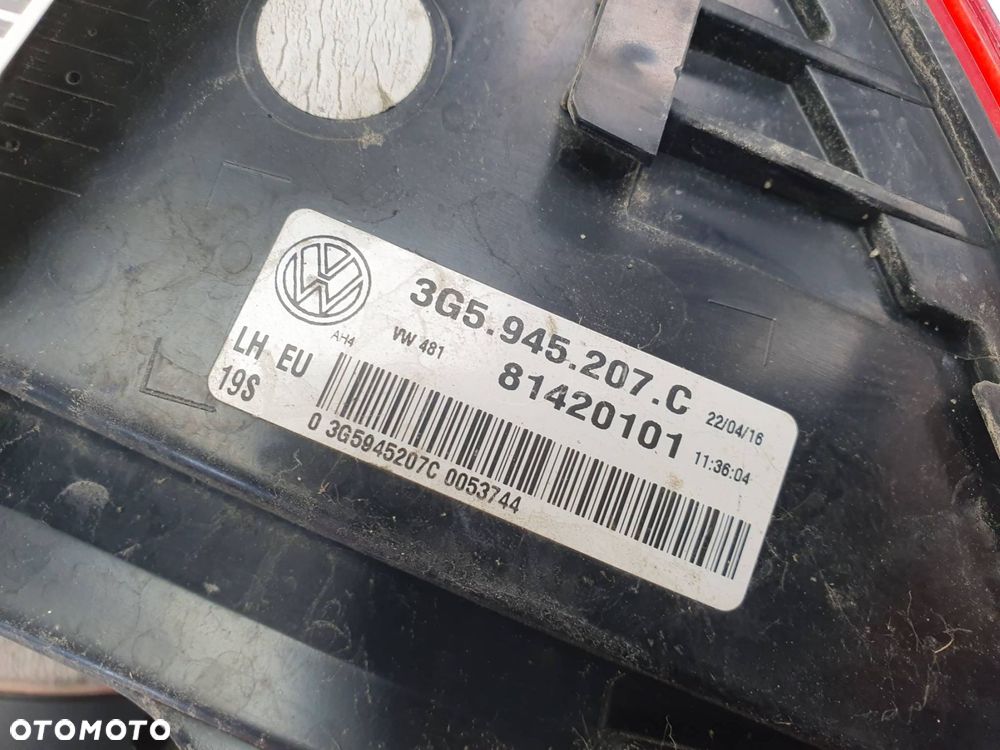 3G5.945.207.C
AH4
VW 481
81420101
22/04/16
11:36:04
LH EU
19S
0 3G5945207C 0053744
OTOMOTO